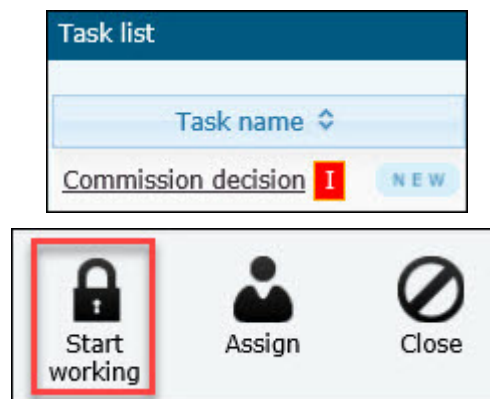 Task list
Task name
Commission decision I NEW
Start working Assign Close